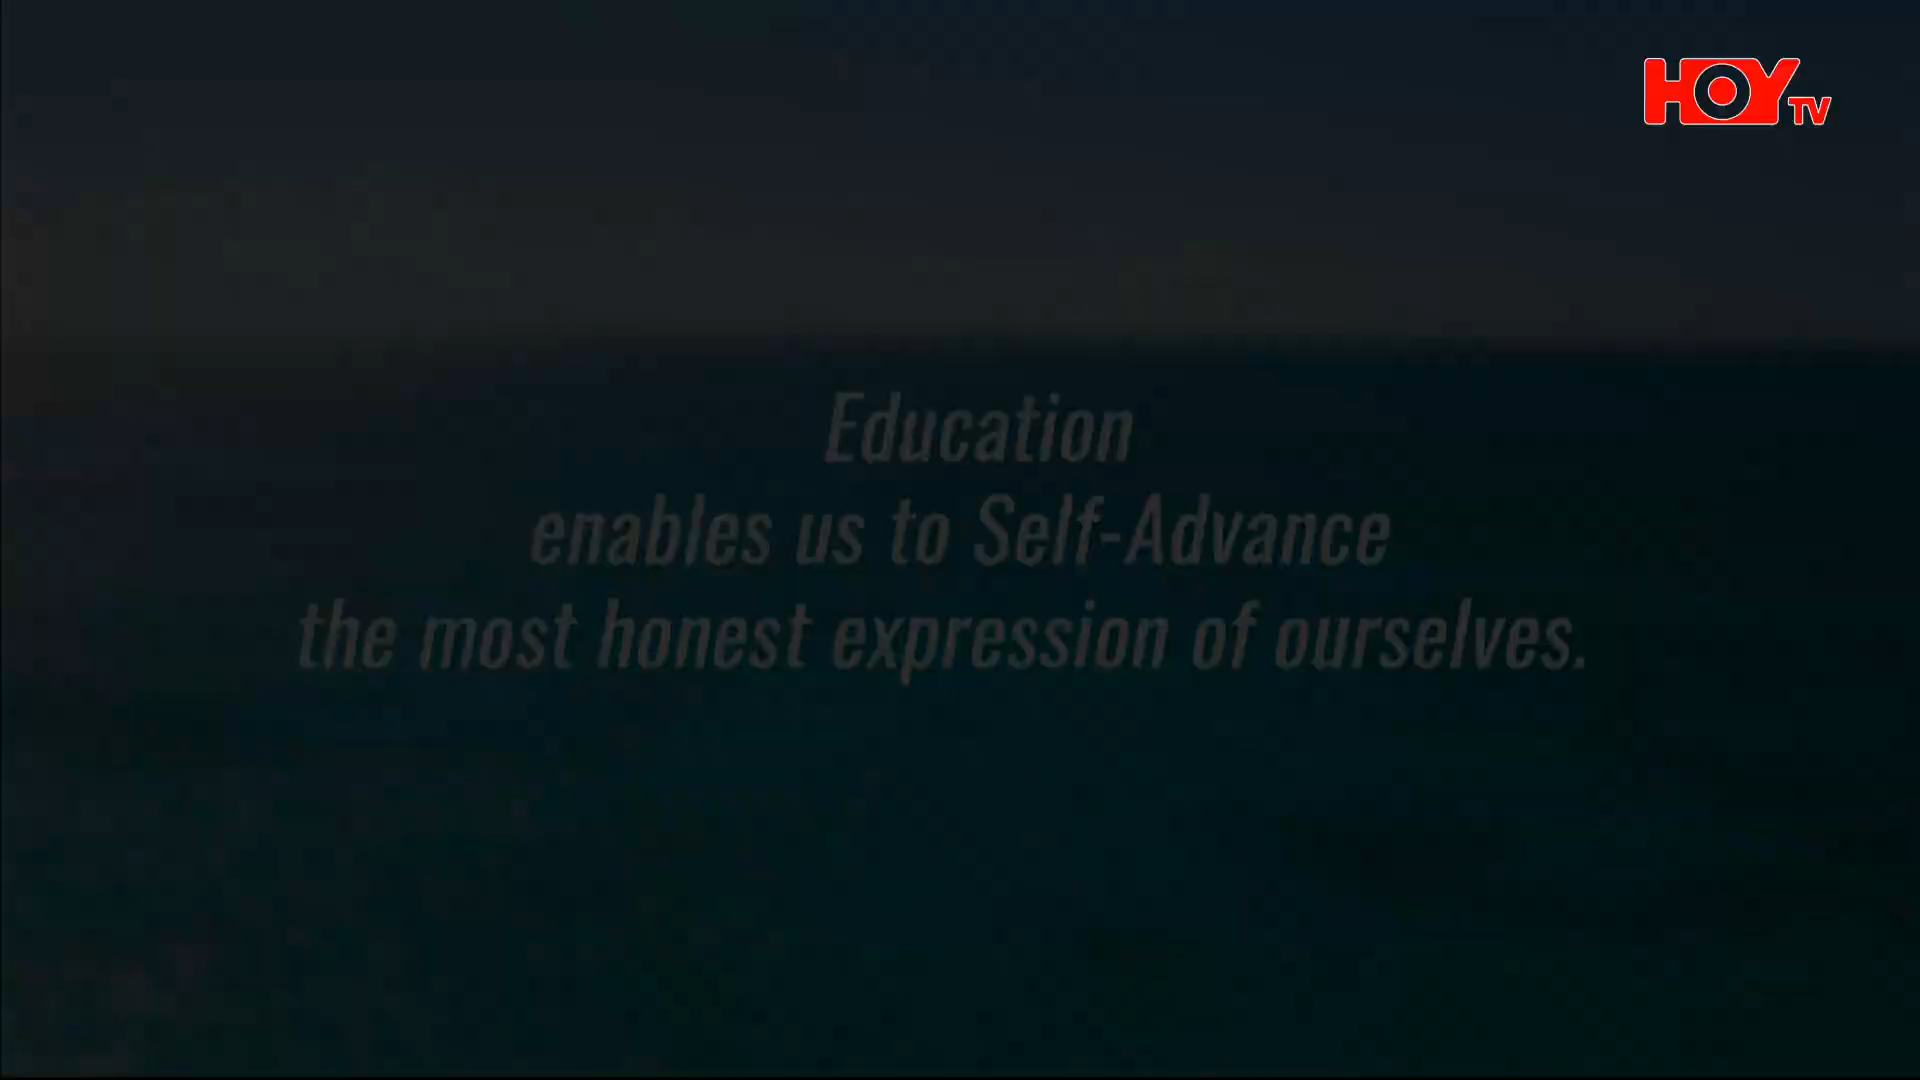 HOY TV
Education
enables us to Self-Advance
the most honest expression of ourselves.